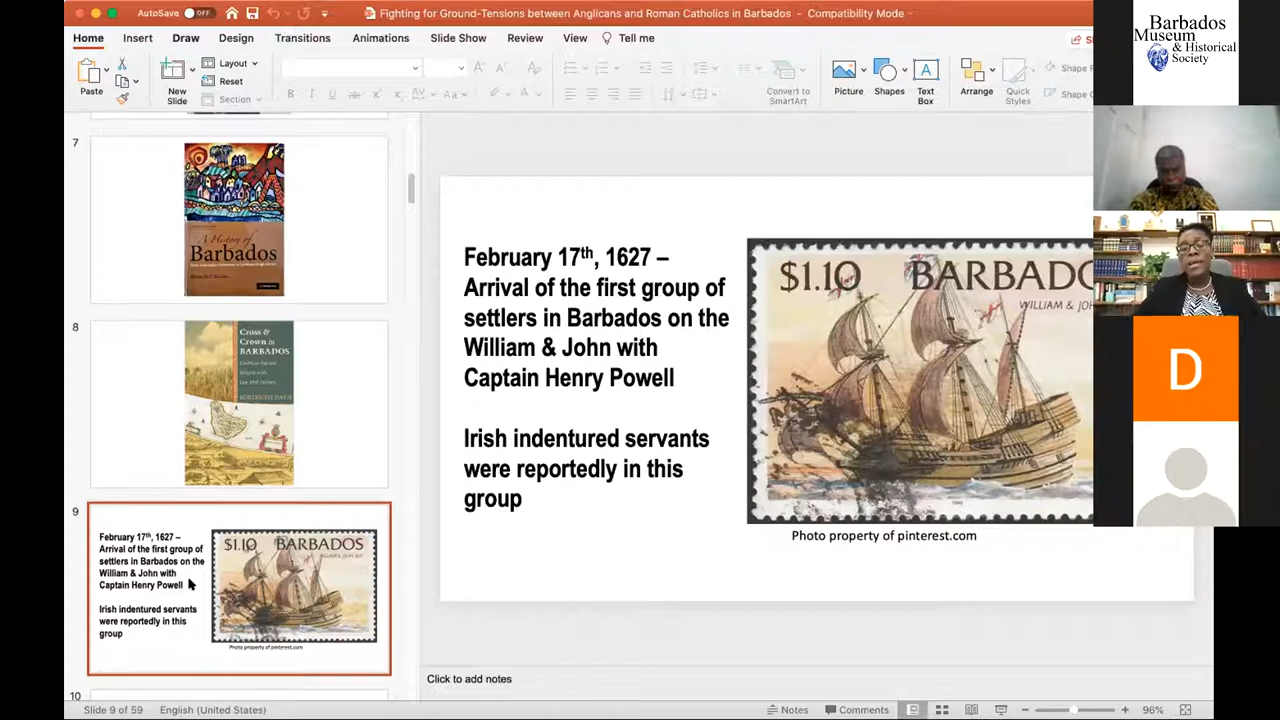 AutoSave OFF
Fighting for Ground-Tensions between Anglicans and Roman Catholics in Barbados - Compatibility Mode
Home Insert Draw Design Transitions Animations Slide Show Review View Tell me
Paste
New Slide
Layout
Reset
Section
Convert to SmartArt
Picture
Shapes
Text Box
Arrange
Quick Styles
Shape
Shape
Barbados
Museum
& Historical
Society
7
A History of
Barbados
8
Cross &
Crown in
BARBADOS
9
February 17th, 1627 –
Arrival of the first group of
settlers in Barbados on the
William & John with
Captain Henry Powell
Irish indentured servants
were reportedly in this
group
$1.10 BARBADOS
Photo property of pinterest.com
10
February 17th, 1627 –
Arrival of the first group of
settlers in Barbados on the
William & John with
Captain Henry Powell
Irish indentured servants
were reportedly in this
group
$1.10 BARBADO
WILLIAM & JOH
Photo property of pinterest.com
D
Click to add notes
Slide 9 of 59 English (United States) Notes Comments 96%